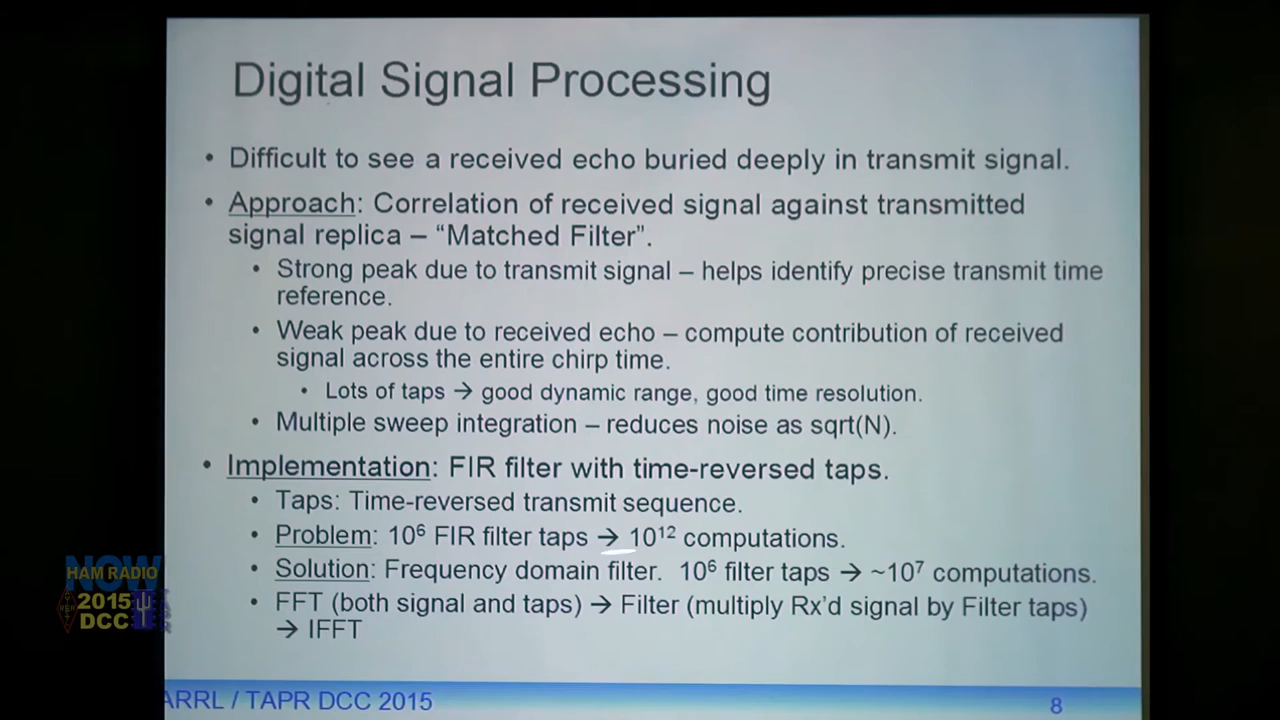 Digital Signal Processing
• Difficult to see a received echo buried deeply in transmit signal.
• Approach: Correlation of received signal against transmitted
signal replica – “Matched Filter”.
• Strong peak due to transmit signal – helps identify precise transmit time
reference.
• Weak peak due to received echo – compute contribution of received
signal across the entire chirp time.
• Lots of taps → good dynamic range, good time resolution.
• Multiple sweep integration – reduces noise as sqrt(N).
• Implementation: FIR filter with time-reversed taps.
• Taps: Time-reversed transmit sequence.
• Problem: 10⁶ FIR filter taps → 10¹² computations.
• Solution: Frequency domain filter. 10⁶ filter taps → ~10⁷ computations.
• FFT (both signal and taps) → Filter (multiply Rx'd signal by Filter taps)
→ IFFT
NOW
HAM RADIO
2015
DCC
ARRL / TAPR DCC 2015
8